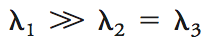 λ₁ ≫ λ₂ = λ₃